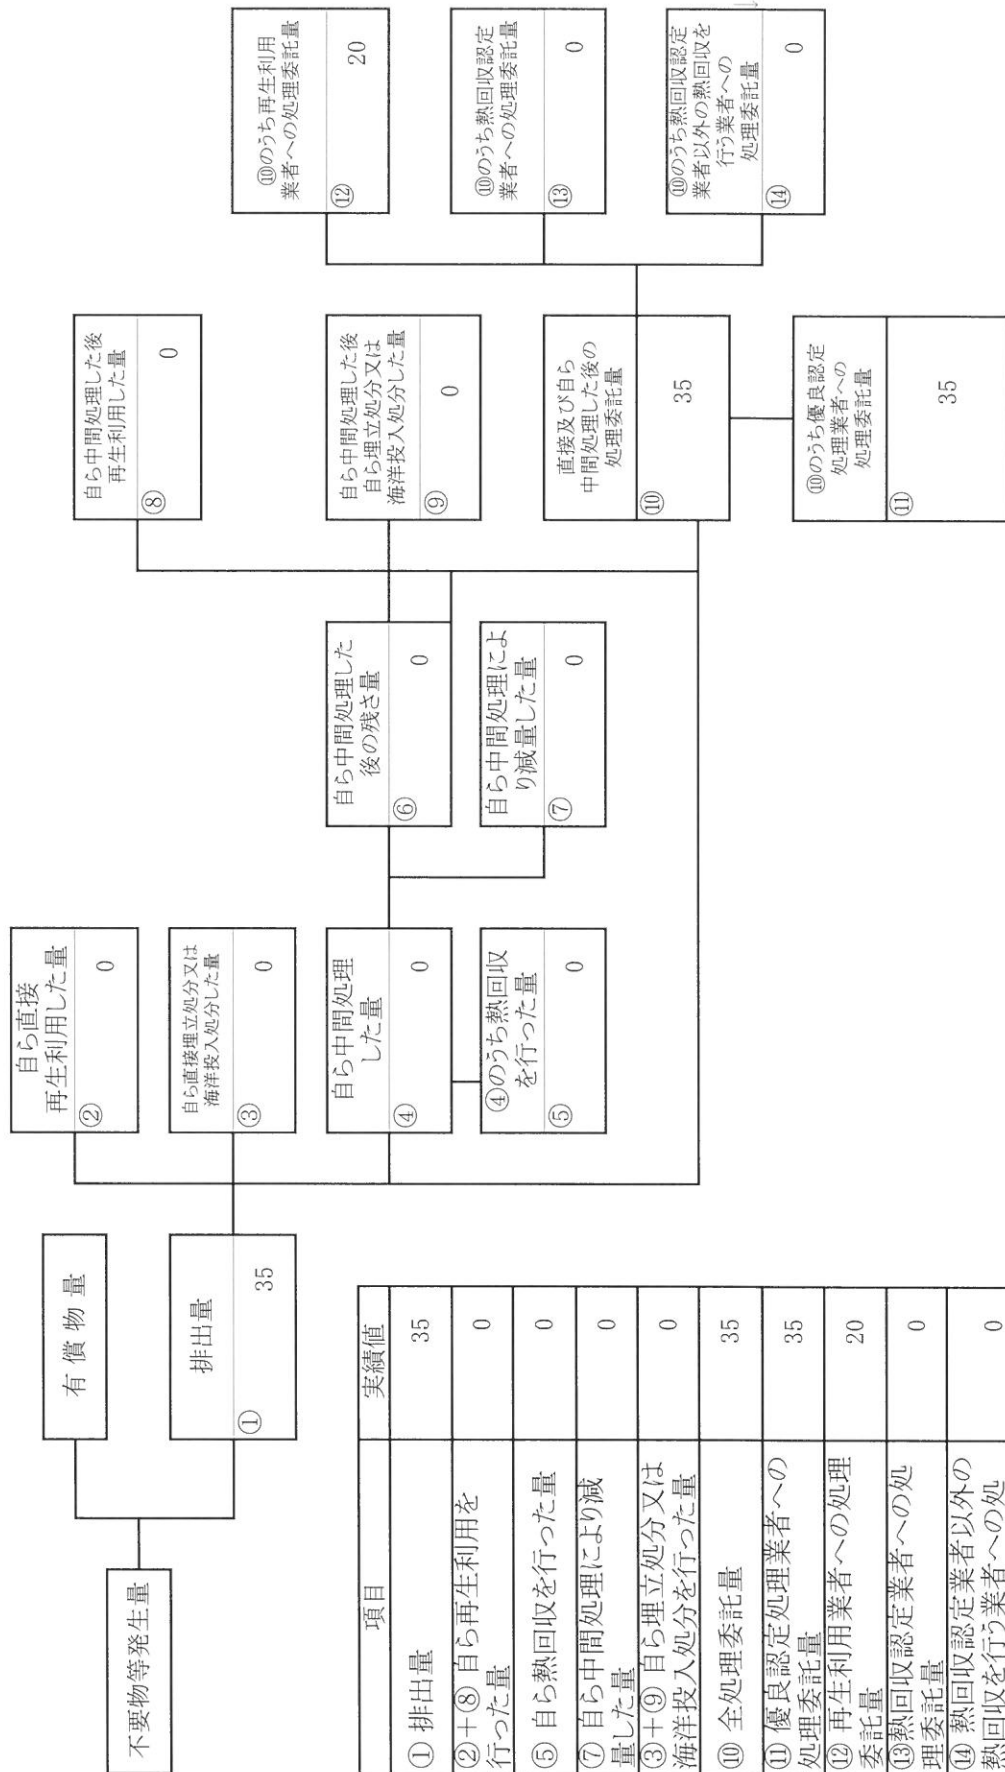 不要物等発生量
有償物量
排出量
①
35
自ら直接
再生利用した量
②
0
自ら直接埋立処分又は
海洋投入処分した量
③
0
自ら中間処理
した量
④
0
④のうち熱回収
を行った量
⑤
0
自ら中間処理した
後の残さ量
⑥
0
自ら中間処理によ
り減量した量
⑦
0
自ら中間処理した後
再生利用した量
⑧
0
自ら中間処理した後
自ら埋立処分又は
海洋投入処分した量
⑨
0
直接及び自ら
中間処理した後の
処理委託量
⑩
35
⑩のうち優良認定
処理業者への
処理委託量
⑪
35
⑩のうち再生利用
業者への処理委託量
⑫
20
⑩のうち熱回収認定
業者への処理委託量
⑬
0
⑩のうち熱回収認定
業者以外の熱回収を
行う業者への
処理委託量
⑭
0
項目 実績値
① 排出量 35
②+⑧ 自ら再生利用を
行った量 0
⑤ 自ら熱回収を行った量 0
⑦ 自ら中間処理により減
量した量 0
③+⑨ 自ら埋立処分又は
海洋投入処分を行った量 0
⑩ 全処理委託量 35
⑪ 優良認定処理業者への
処理委託量 35
⑫ 再生利用業者への処理
委託量 20
⑬熱回収認定業者への処
理委託量 0
⑭ 熱回収認定業者以外の
熱回収を行う業者への処 0